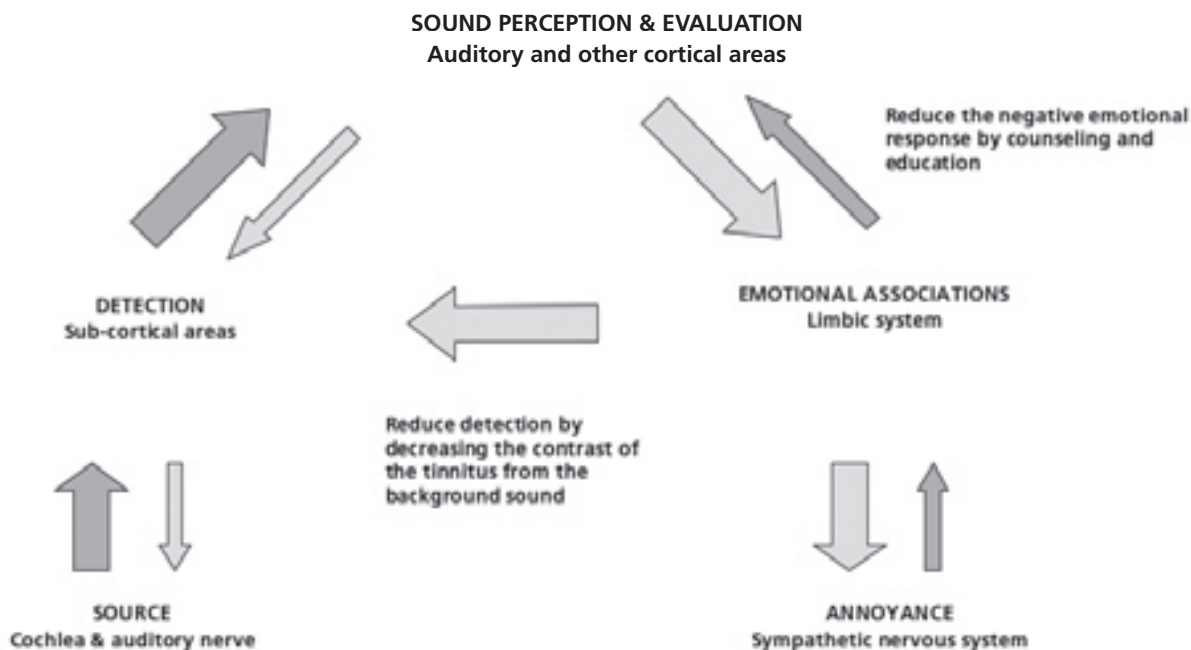 SOUND PERCEPTION & EVALUATION
Auditory and other cortical areas
Reduce the negative emotional
response by counseling and
education
DETECTION
Sub-cortical areas
EMOTIONAL ASSOCIATIONS
Limbic system
Reduce detection by
decreasing the contrast of
the tinnitus from the
background sound
SOURCE
Cochlea & auditory nerve
ANNOYANCE
Sympathetic nervous system